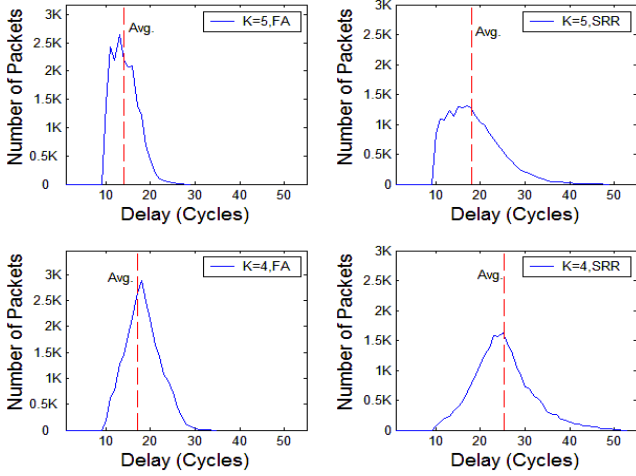 K=5,FA
Avg.
3K
2.5K
2K
1.5K
1K
0.5K
0
10 20 30 40 50
Number of Packets
Delay (Cycles)
K=5,SRR
Avg.
3K
2.5K
2K
1.5K
1K
0.5K
0
10 20 30 40 50
Number of Packets
Delay (Cycles)
K=4,FA
Avg.
3K
2.5K
2K
1.5K
1K
0.5K
0
10 20 30 40 50
Number of Packets
Delay (Cycles)
K=4,SRR
Avg.
3K
2.5K
2K
1.5K
1K
0.5K
0
10 20 30 40 50
Number of Packets
Delay (Cycles)